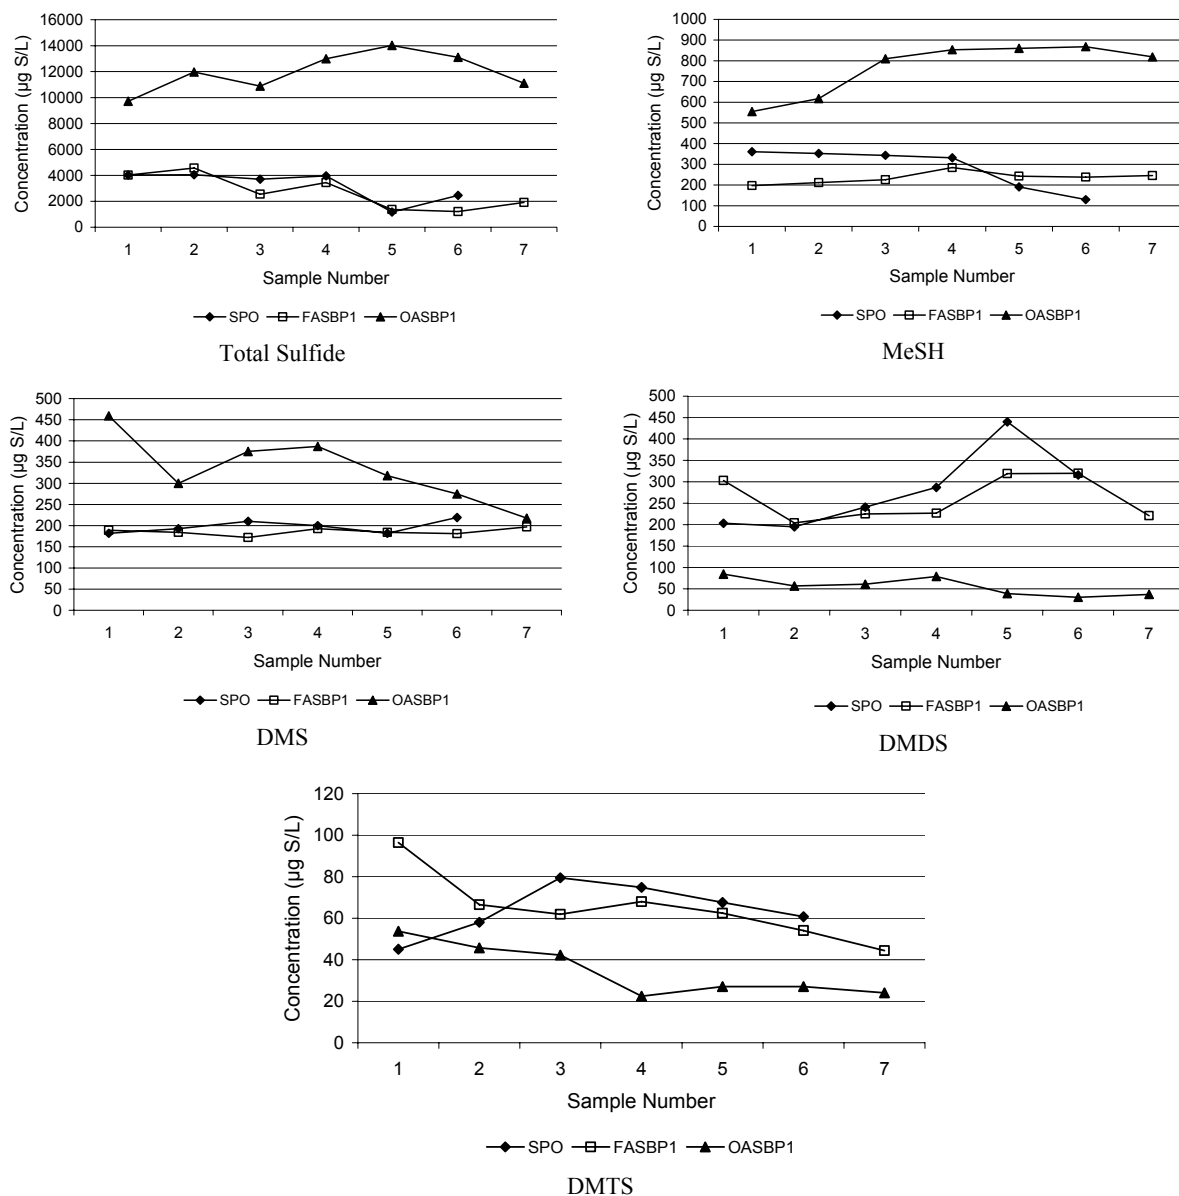 Concentration (µg S/L)
16000
14000
12000
10000
8000
6000
4000
2000
0
1 2 3 4 5 6 7
Sample Number
SPO FASBP1 OASBP1
Total Sulfide
Concentration (µg S/L)
1000
900
800
700
600
500
400
300
200
100
0
1 2 3 4 5 6 7
Sample Number
SPO FASBP1 OASBP1
MeSH
Concentration (µg S/L)
500
450
400
350
300
250
200
150
100
50
0
1 2 3 4 5 6 7
Sample Number
SPO FASBP1 OASBP1
DMS
Concentration (µg S/L)
500
450
400
350
300
250
200
150
100
50
0
1 2 3 4 5 6 7
Sample Number
SPO FASBP1 OASBP1
DMDS
Concentration (µg S/L)
120
100
80
60
40
20
0
1 2 3 4 5 6 7
Sample Number
SPO FASBP1 OASBP1
DMTS